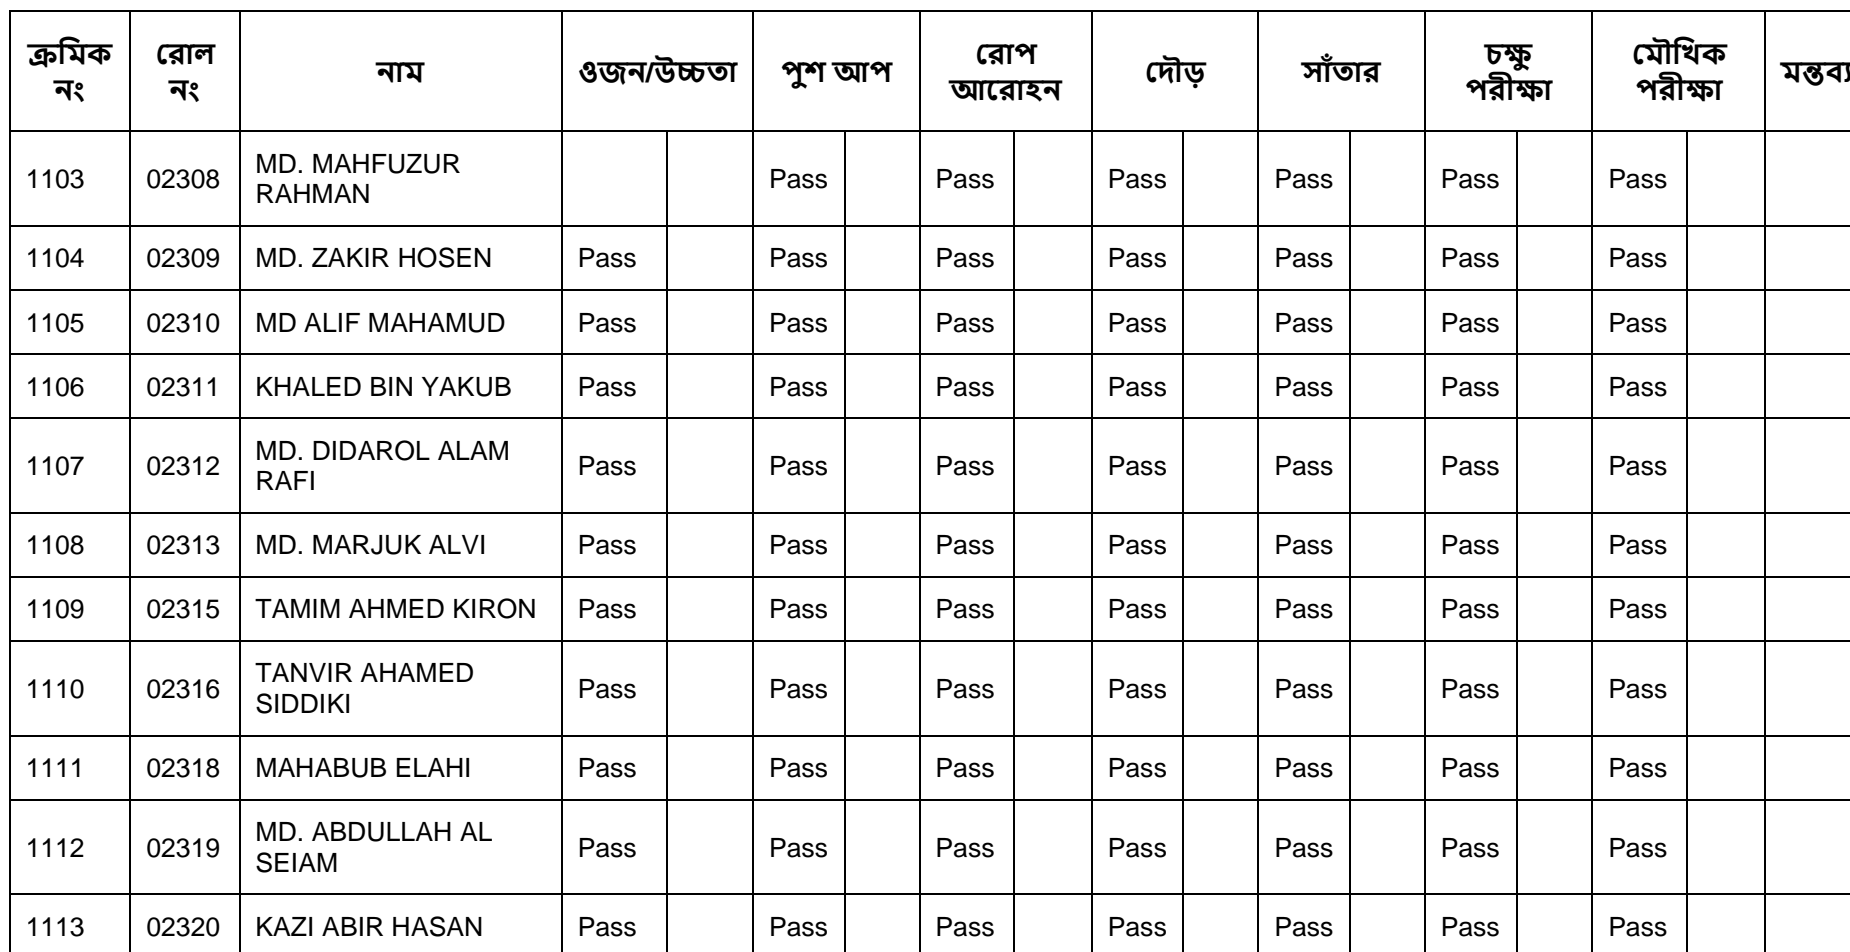 ক্রমিক নং রোল নং নাম ওজন/উচ্চতা পুশ আপ রোপ আরোহন দৌড় সাঁতার চক্ষু পরীক্ষা মৌখিক পরীক্ষা মন্তব্য
1103 02308 MD. MAHFUZUR RAHMAN Pass Pass Pass Pass Pass Pass
1104 02309 MD. ZAKIR HOSEN Pass Pass Pass Pass Pass Pass Pass
1105 02310 MD ALIF MAHAMUD Pass Pass Pass Pass Pass Pass Pass
1106 02311 KHALED BIN YAKUB Pass Pass Pass Pass Pass Pass Pass
1107 02312 MD. DIDAROL ALAM RAFI Pass Pass Pass Pass Pass Pass Pass
1108 02313 MD. MARJUK ALVI Pass Pass Pass Pass Pass Pass Pass
1109 02315 TAMIM AHMED KIRON Pass Pass Pass Pass Pass Pass Pass
1110 02316 TANVIR AHAMED SIDDIKI Pass Pass Pass Pass Pass Pass Pass
1111 02318 MAHABUB ELAHI Pass Pass Pass Pass Pass Pass Pass
1112 02319 MD. ABDULLAH AL SEIAM Pass Pass Pass Pass Pass Pass Pass
1113 02320 KAZI ABIR HASAN Pass Pass Pass Pass Pass Pass Pass